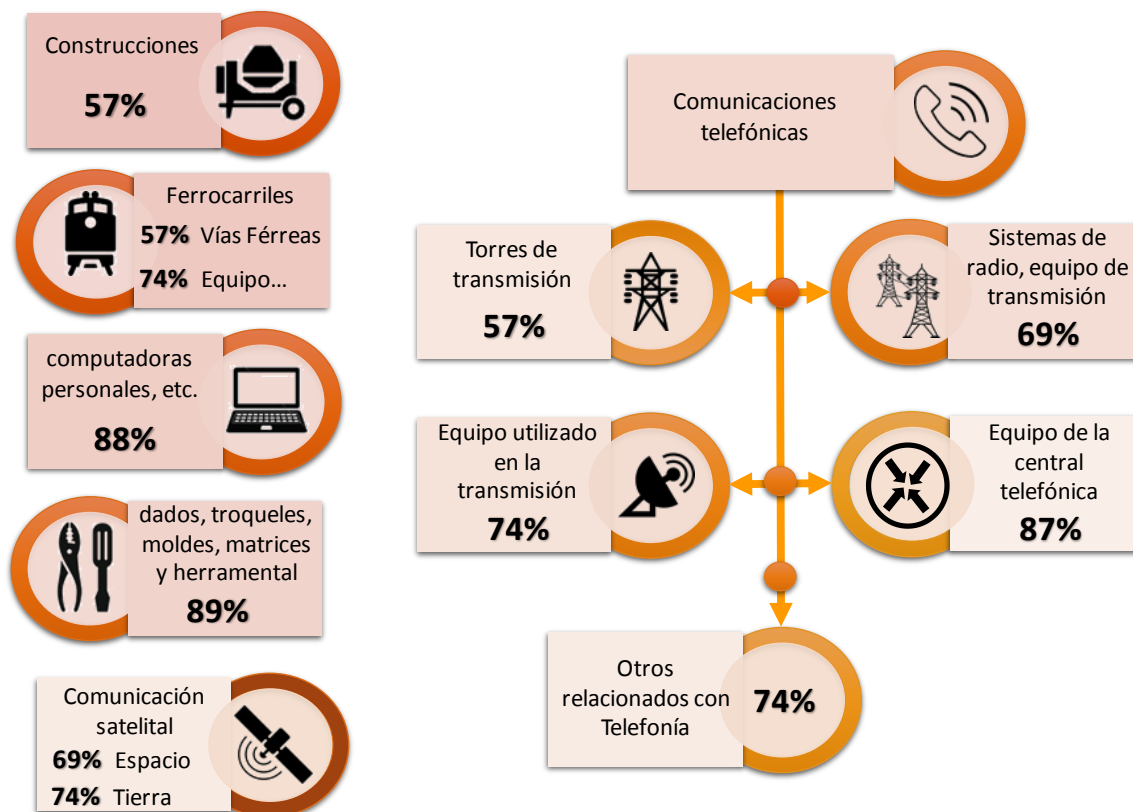 Construcciones
57%
Ferrocarriles
57% Vías Férreas
74% Equipo...
computadoras
personales, etc.
88%
dados, troqueles,
moldes, matrices
y herramental
89%
Comunicación
satelital
69% Espacio
74% Tierra
Comunicaciones
telefónicas
Torres de
transmisión
57%
Sistemas de
radio, equipo de
transmisión
69%
Equipo utilizado
en la
transmisión
74%
Equipo de la
central
telefónica
87%
Otros
relacionados con
Telefonía
74%